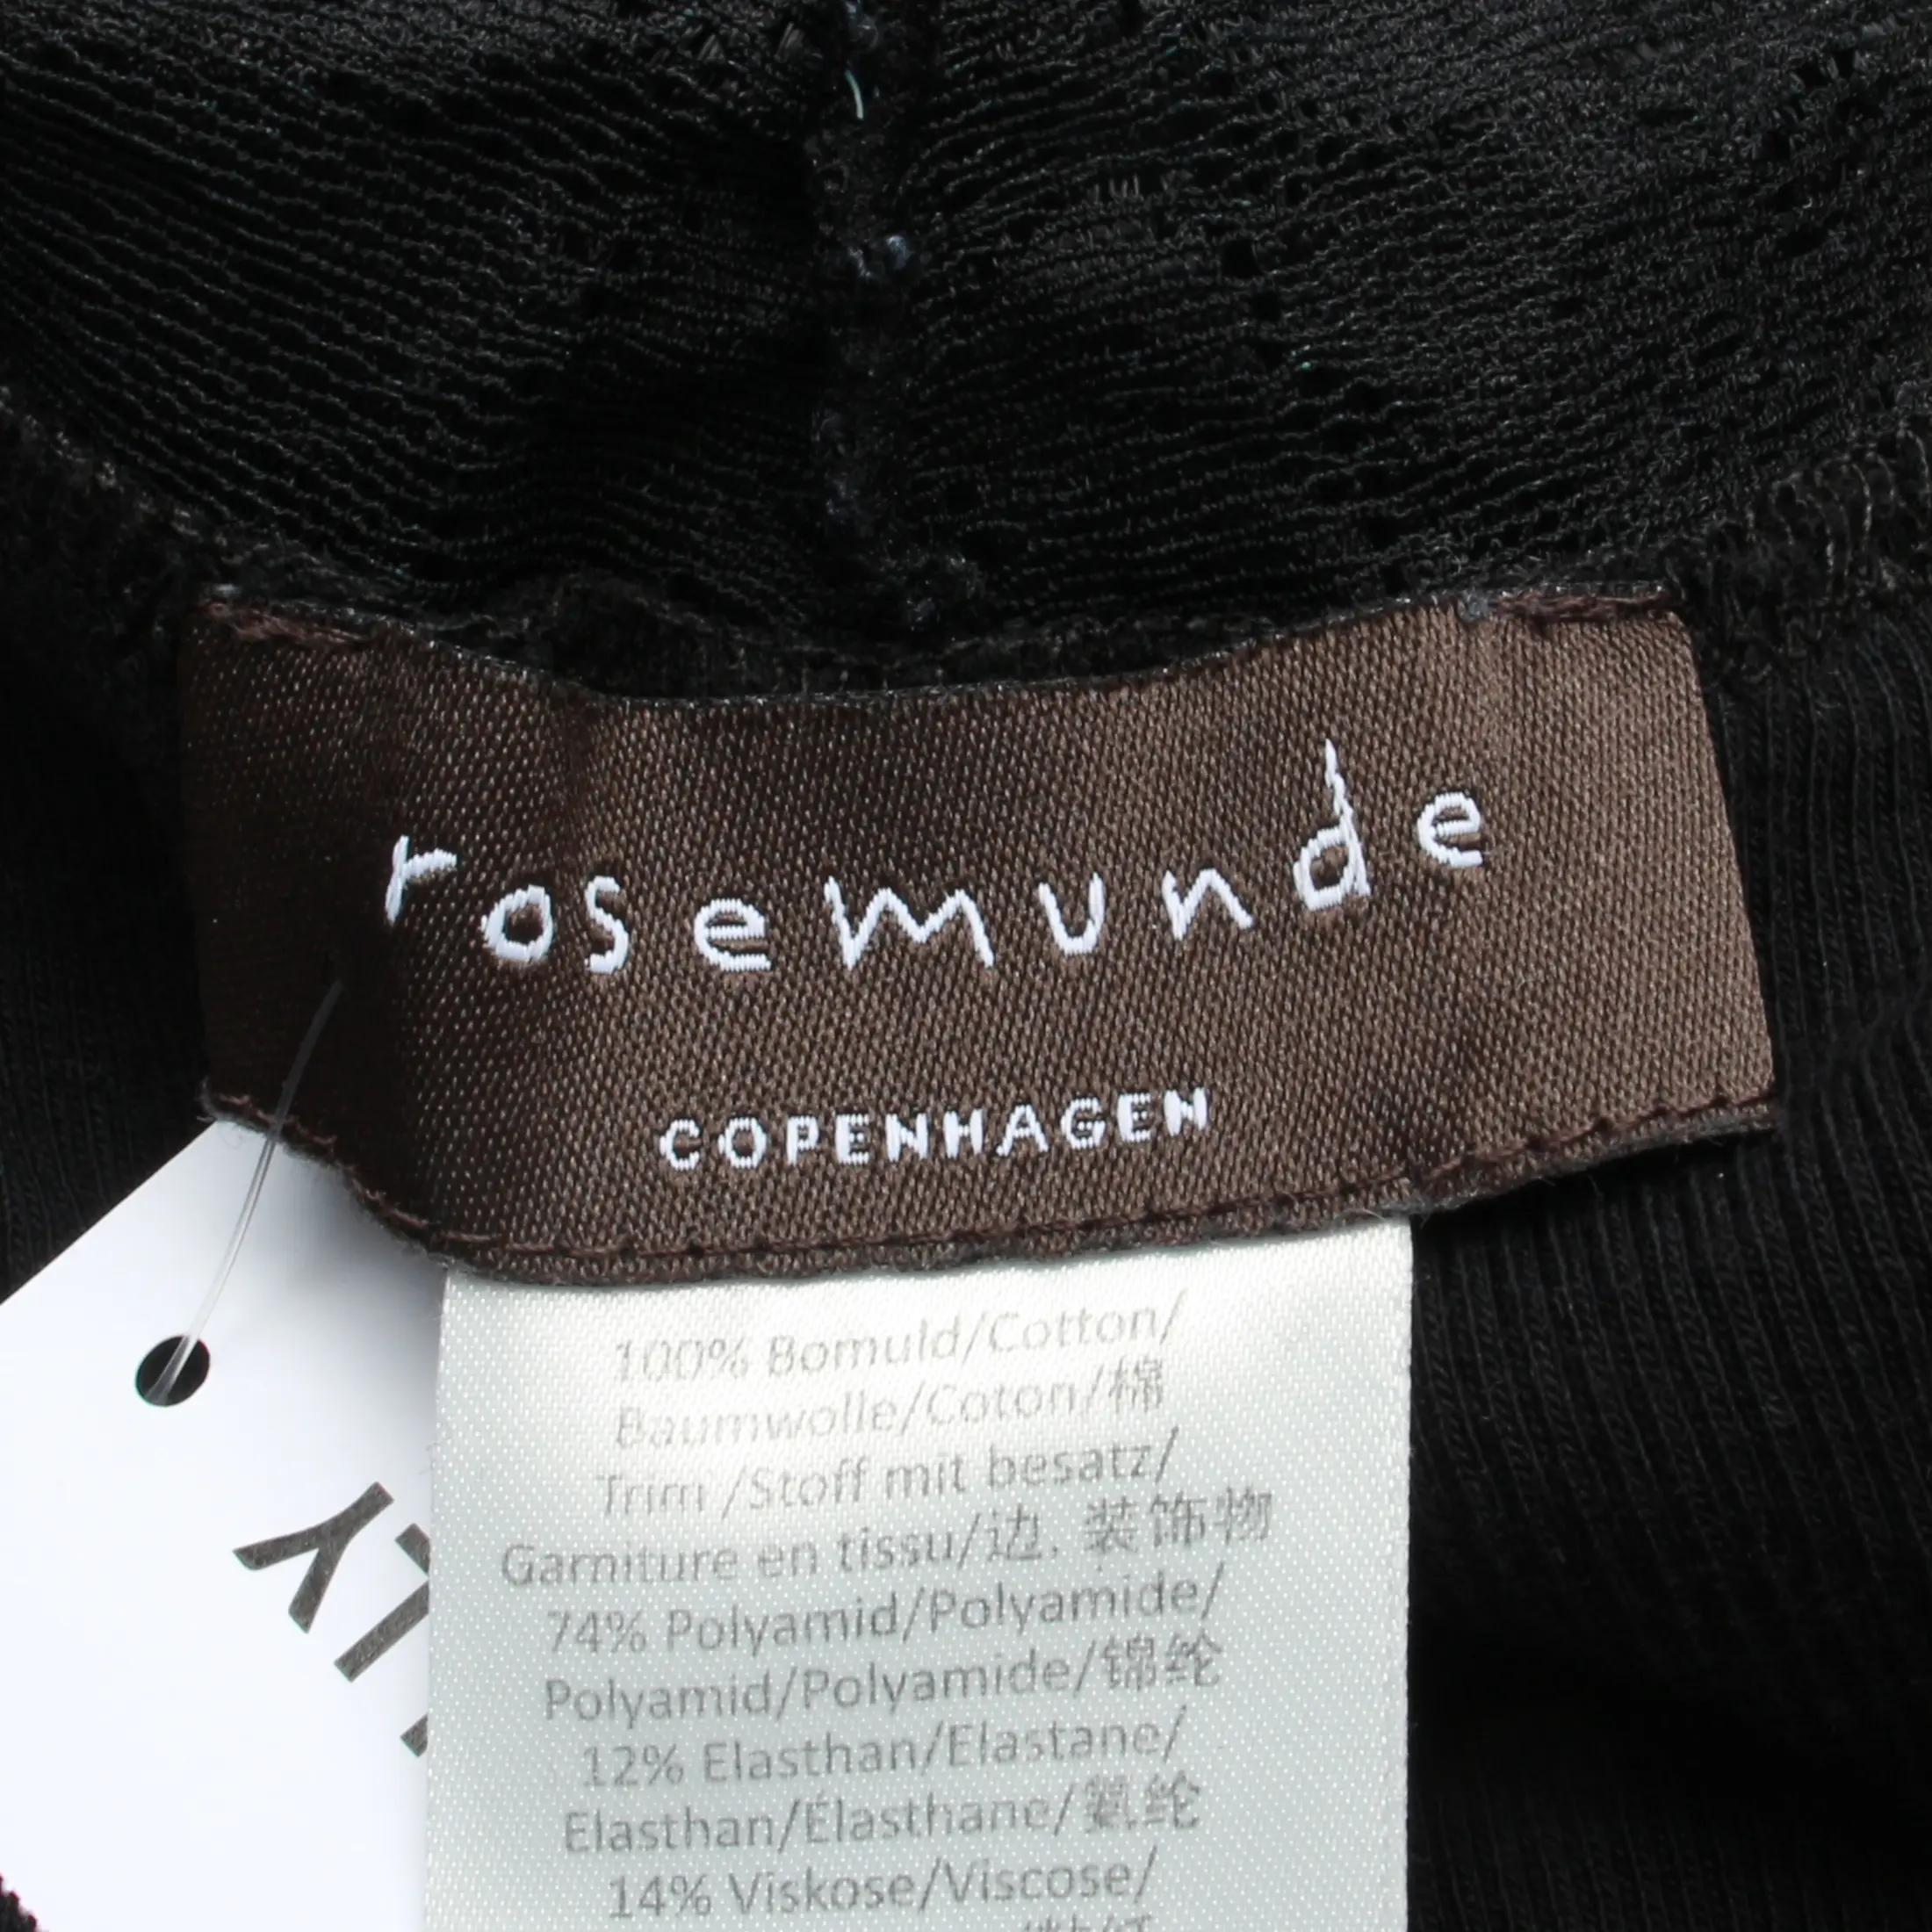 rosemunde
COPENHAGEN
100% Bomuld/Cotton/
Baumwolle/Coton/棉
Trim /Stoff mit besatz/
Garniture en tissu/边. 装饰物
74% Polyamid/Polyamide/
Polyamid/Polyamide/锦纶
12% Elasthan/Elastane/
Elasthan/Élasthane/氨纶
14% Viskose/Viscose/